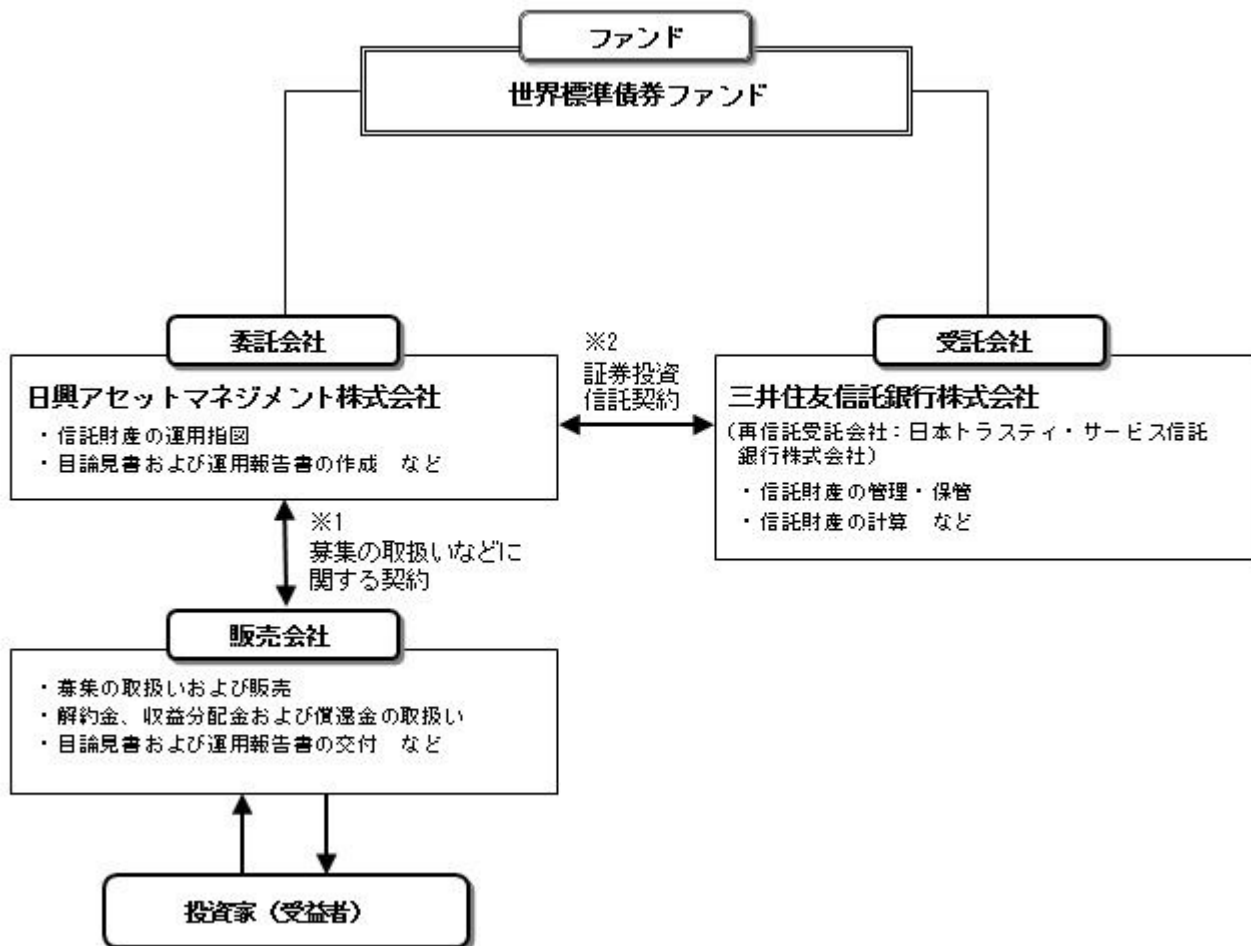 ファンド
世界標準債券ファンド
委託会社
日興アセットマネジメント株式会社
・信託財産の運用指図
・目論見書および運用報告書の作成　など
※2
証券投資
信託契約
受託会社
三井住友信託銀行株式会社
(再信託受託会社：日本トラスティ・サービス信託
銀行株式会社)
・信託財産の管理・保管
・信託財産の計算　など
※1
募集の取扱いなどに
関する契約
販売会社
・募集の取扱いおよび販売
・解約金、収益分配金および償還金の取扱い
・目論見書および運用報告書の交付　など
投資家（受益者）